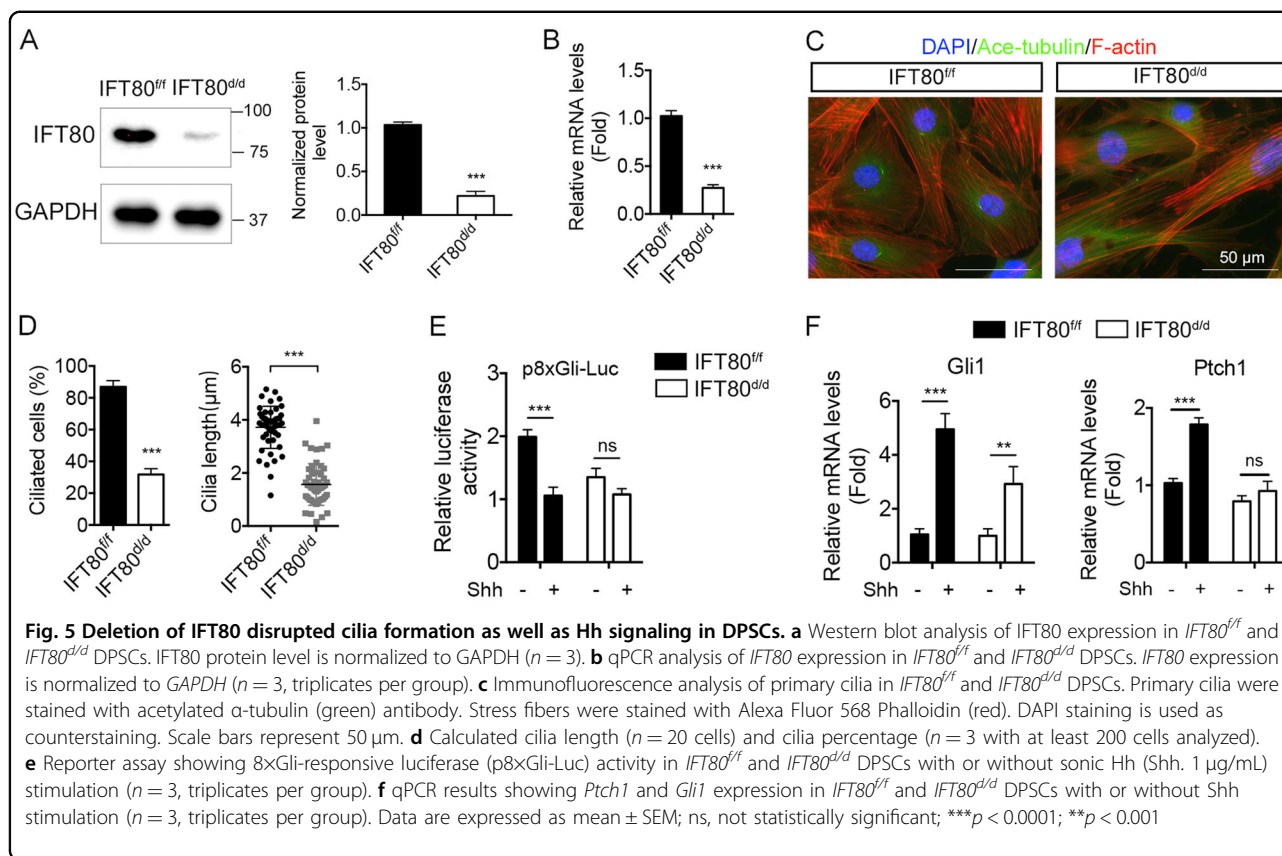 A
IFT80f/f IFT80d/d
IFT80
100
75
GAPDH
37
Normalized protein
level
1.5
1.0
0.5
0.0
***
IFT80f/f
IFT80d/d
B
Relative mRNA levels
(Fold)
1.5
1.0
0.5
0.0
***
IFT80f/f
IFT80d/d
C
DAPI/Ace-tubulin/F-actin
IFT80f/f
IFT80d/d
50 µm
D
Ciliated cells (%)
100
80
60
40
20
0
***
IFT80f/f
IFT80d/d
Cilia length(µm)
6
4
2
0
***
IFT80f/f
IFT80d/d
E
p8xGli-Luc
IFT80f/f
IFT80d/d
Relative luciferase
activity
3
2
1
0
***
ns
Shh - + - +
F
IFT80f/f IFT80d/d
Gli1
Relative mRNA levels
(Fold)
6
4
2
0
***
**
Shh - + - +
Ptch1
Relative mRNA levels
(Fold)
2
1
0
***
ns
Shh - + - +
Fig. 5 Deletion of IFT80 disrupted cilia formation as well as Hh signaling in DPSCs. a Western blot analysis of IFT80 expression in IFT80f/f and
IFT80d/d DPSCs. IFT80 protein level is normalized to GAPDH (n = 3). b qPCR analysis of IFT80 expression in IFT80f/f and IFT80d/d DPSCs. IFT80 expression
is normalized to GAPDH (n = 3, triplicates per group). c Immunofluorescence analysis of primary cilia in IFT80f/f and IFT80d/d DPSCs. Primary cilia were
stained with acetylated α-tubulin (green) antibody. Stress fibers were stained with Alexa Fluor 568 Phalloidin (red). DAPI staining is used as
counterstaining. Scale bars represent 50 µm. d Calculated cilia length (n = 20 cells) and cilia percentage (n = 3 with at least 200 cells analyzed).
e Reporter assay showing 8×Gli-responsive luciferase (p8×Gli-Luc) activity in IFT80f/f and IFT80d/d DPSCs with or without sonic Hh (Shh. 1 µg/mL)
stimulation (n = 3, triplicates per group). f qPCR results showing Ptch1 and Gli1 expression in IFT80f/f and IFT80d/d DPSCs with or without Shh
stimulation (n = 3, triplicates per group). Data are expressed as mean ± SEM; ns, not statistically significant; ***p < 0.0001; **p < 0.001